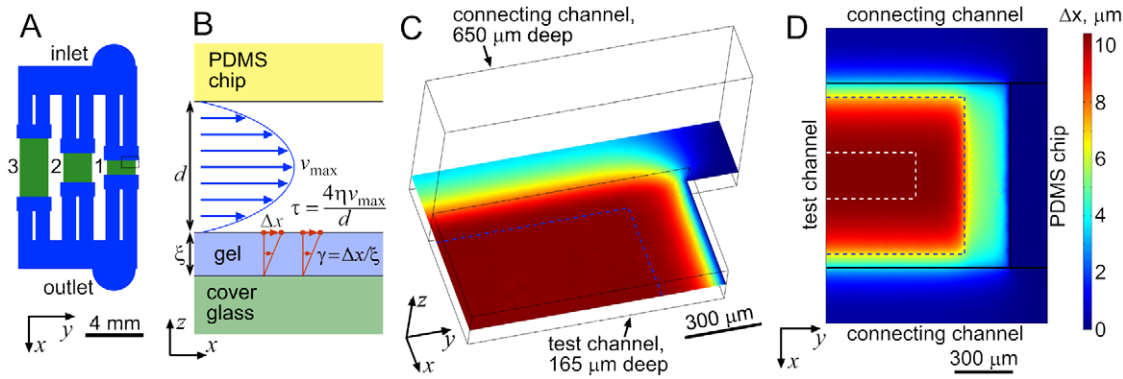 A
inlet
3
2
1
outlet
x
y
4 mm
B
PDMS
chip
d
vmax
τ = 4ηvmax/d
Δx
ξ
gel
γ = Δx/ξ
cover
glass
z
x
C
connecting channel,
650 μm deep
z
y
x
300 μm
test channel,
165 μm deep
D
connecting channel
test channel
PDMS chip
connecting channel
y
x
300 μm
Δx, μm
10
8
6
4
2
0